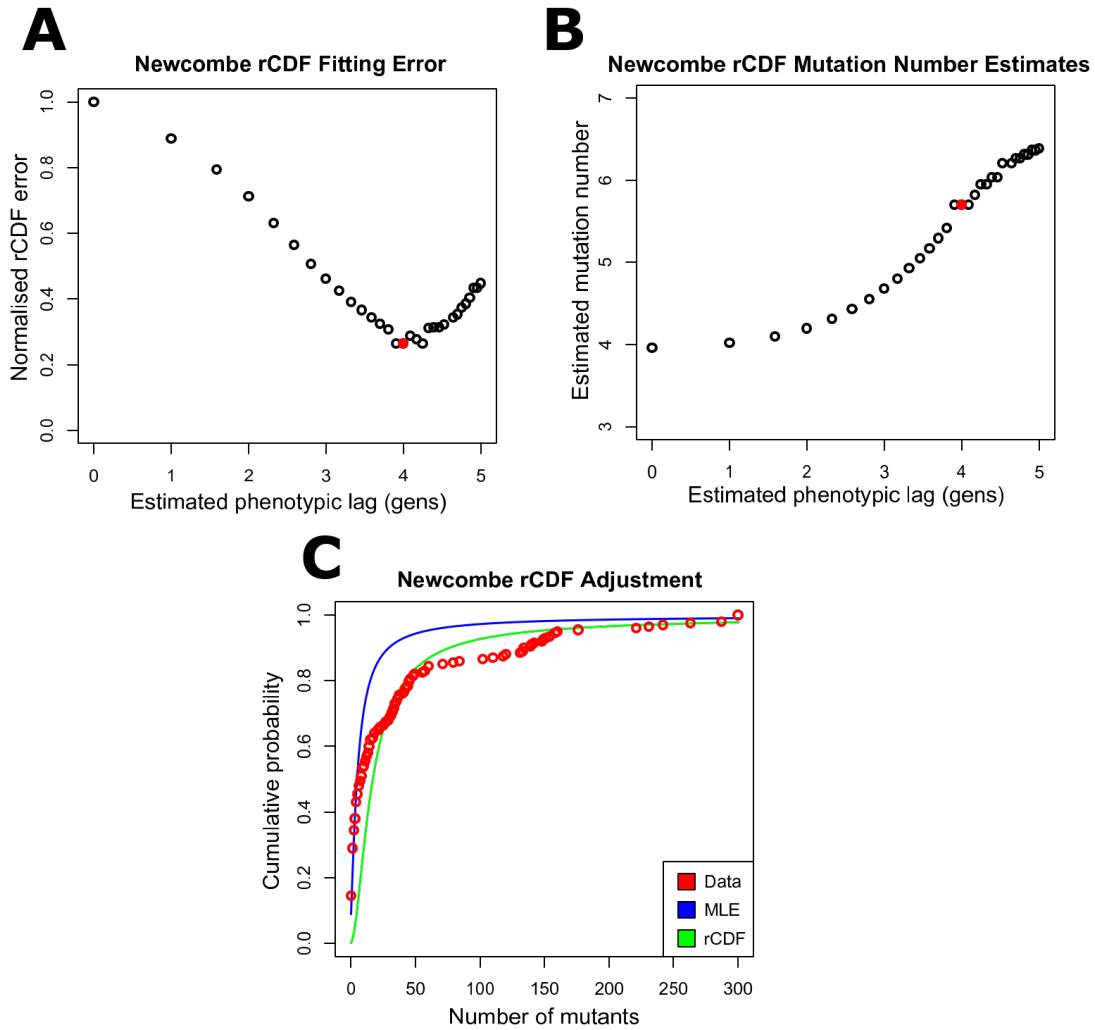 A
Newcombe rCDF Fitting Error
Normalised rCDF error
1.0
0.8
0.6
0.4
0.2
0.0
0 1 2 3 4 5
Estimated phenotypic lag (gens)
B
Newcombe rCDF Mutation Number Estimates
Estimated mutation number
7
6
5
4
3
0 1 2 3 4 5
Estimated phenotypic lag (gens)
C
Newcombe rCDF Adjustment
Cumulative probability
1.0
0.8
0.6
0.4
0.2
0.0
Data
MLE
rCDF
0 50 100 150 200 250 300
Number of mutants